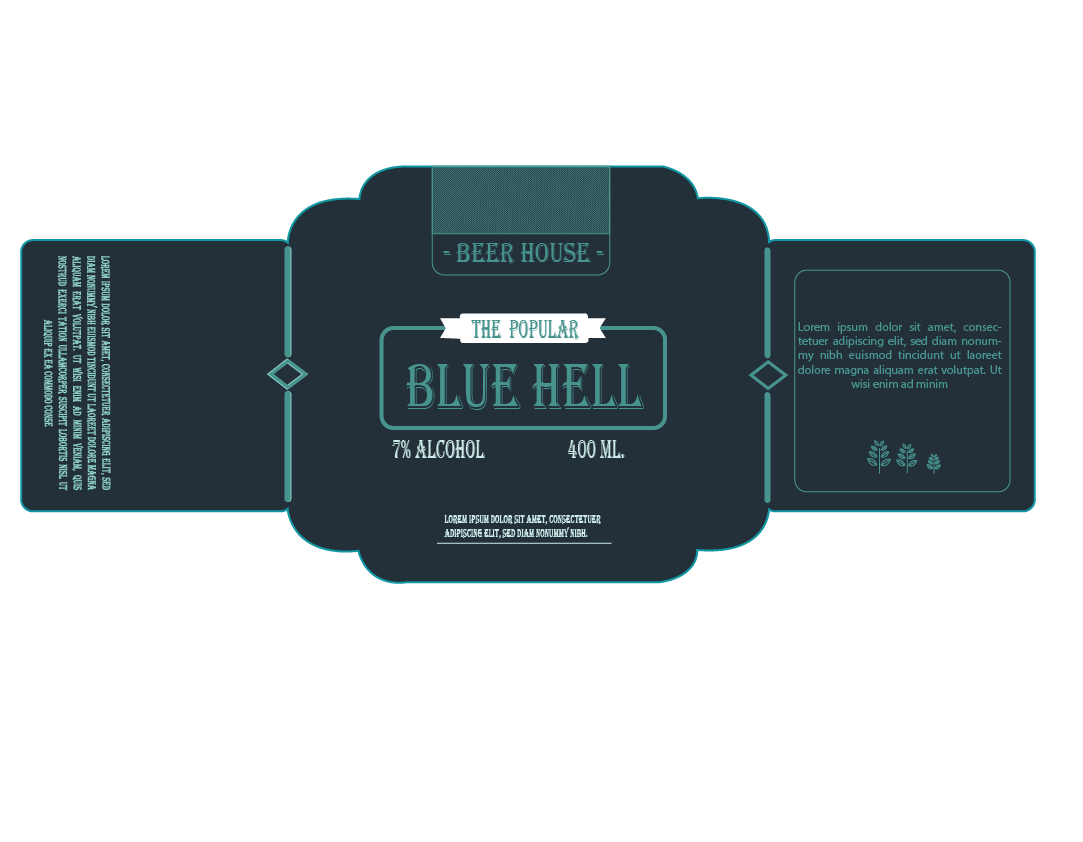 LOREM IPSUM DOLOR SIT AMET, CONSECTETUER ADIPISCING ELIT, SED
DIAM NONUMMY NIBH EUISMOD TINCIDUNT UT LAOREET DOLORE MAGNA
ALIQUAM ERAT VOLUTPAT. UT WISI ENIM AD MINIM VENIAM, QUIS
NOSTRUD EXERCI TATION ULLAMCORPER SUSCIPIT LOBORTIS NISL UT
ALIQUIP EX EA COMMODO CONSE
- BEER HOUSE -
THE POPULAR
BLUE HELL
7% ALCOHOL 400 ML.
LOREM IPSUM DOLOR SIT AMET, CONSECTETUER
ADIPISCING ELIT, SED DIAM NONUMMY NIBH.
Lorem ipsum dolor sit amet, consec-
tetuer adipiscing elit, sed diam nonum-
my nibh euismod tincidunt ut laoreet
dolore magna aliquam erat volutpat. Ut
wisi enim ad minim